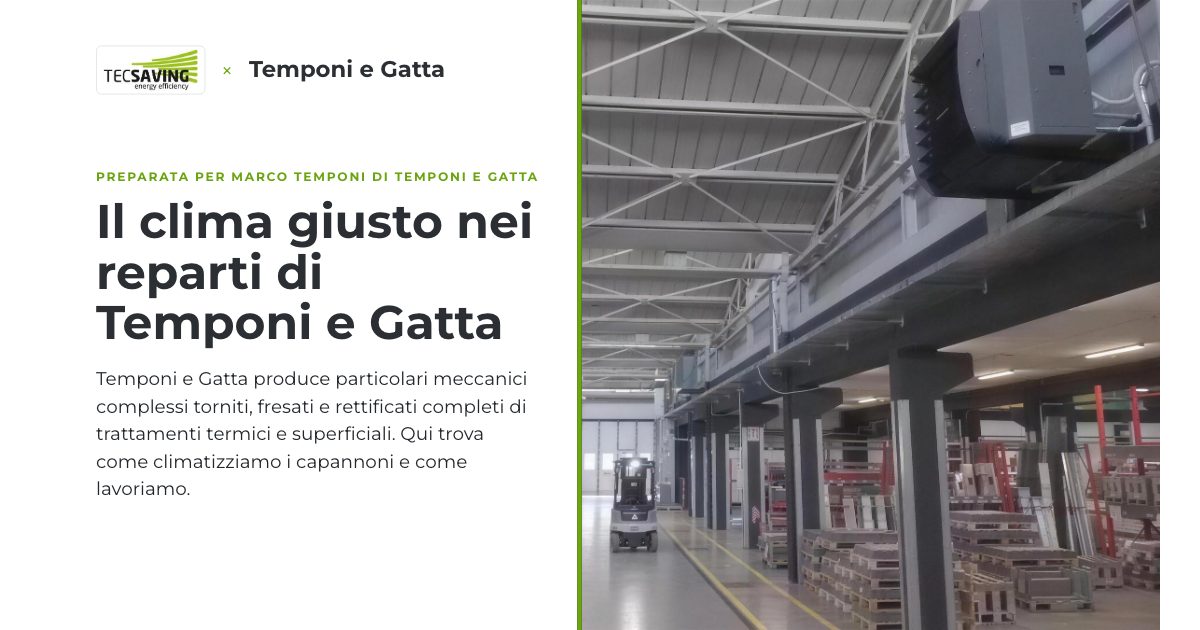 TECSAVING
energy efficiency
× Temponi e Gatta
PREPARATA PER MARCO TEMPONI DI TEMPONI E GATTA
Il clima giusto nei
reparti di
Temponi e Gatta
Temponi e Gatta produce particolari meccanici
complessi torniti, fresati e rettificati completi di
trattamenti termici e superficiali. Qui trova
come climatizziamo i capannoni e come
lavoriamo.